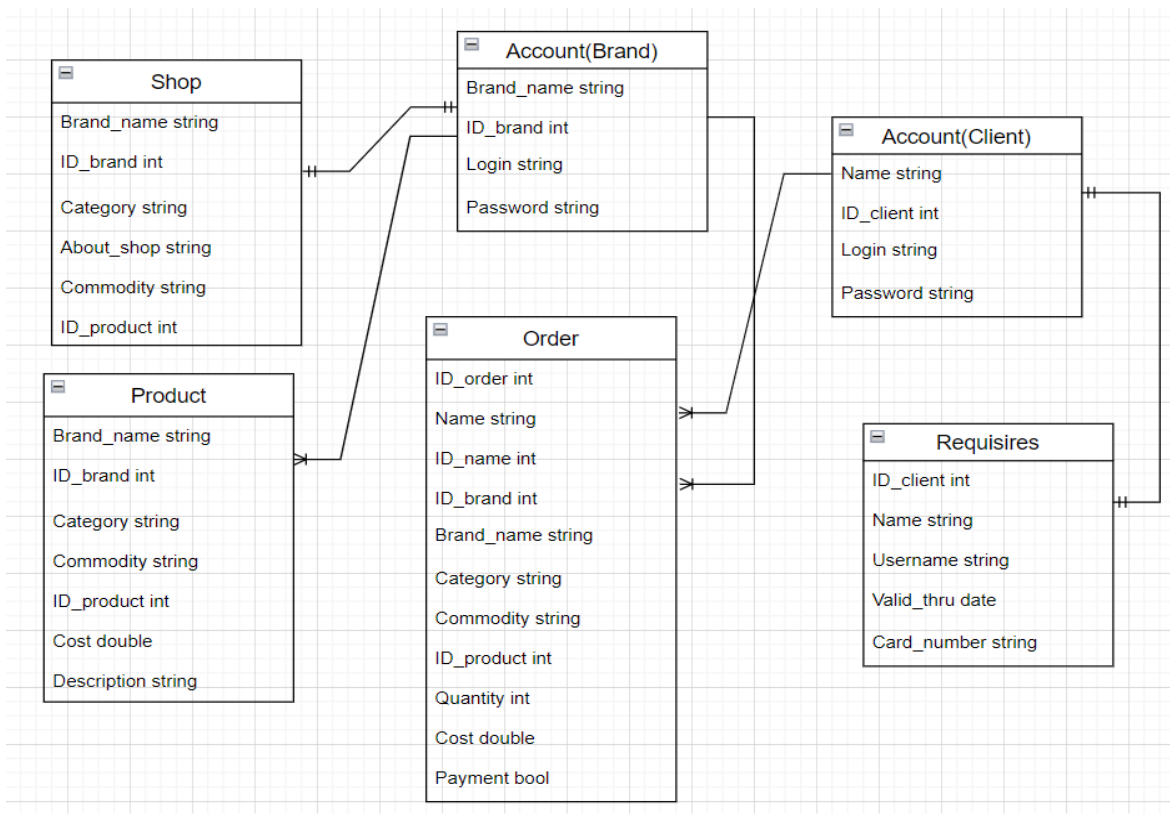 Shop
Brand_name string
ID_brand int
Category string
About_shop string
Commodity string
ID_product int
Account(Brand)
Brand_name string
ID_brand int
Login string
Password string
Account(Client)
Name string
ID_client int
Login string
Password string
Product
Brand_name string
ID_brand int
Category string
Commodity string
ID_product int
Cost double
Description string
Order
ID_order int
Name string
ID_name int
ID_brand int
Brand_name string
Category string
Commodity string
ID_product int
Quantity int
Cost double
Payment bool
Requisires
ID_client int
Name string
Username string
Valid_thru date
Card_number string